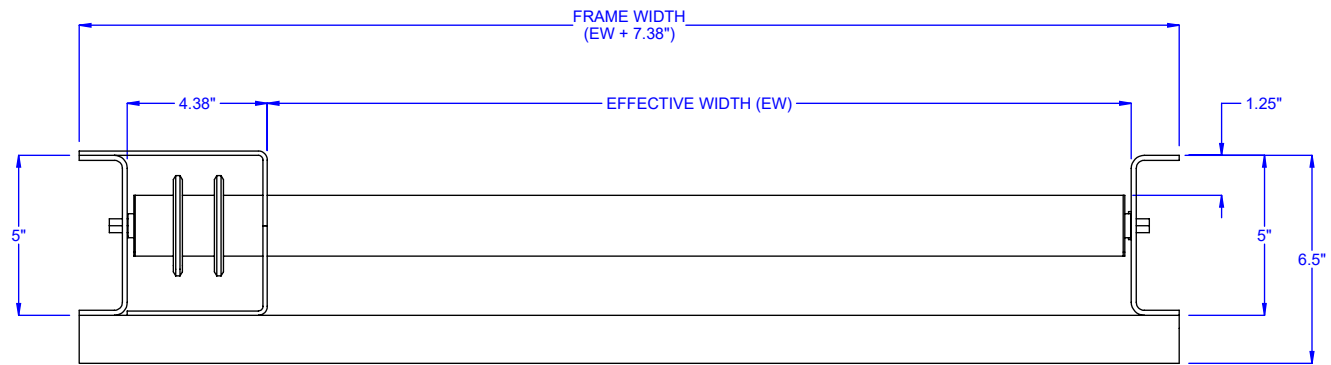 FRAME WIDTH
(EW + 7.38")
4.38"
EFFECTIVE WIDTH (EW)
1.25"
5"
5"
6.5"